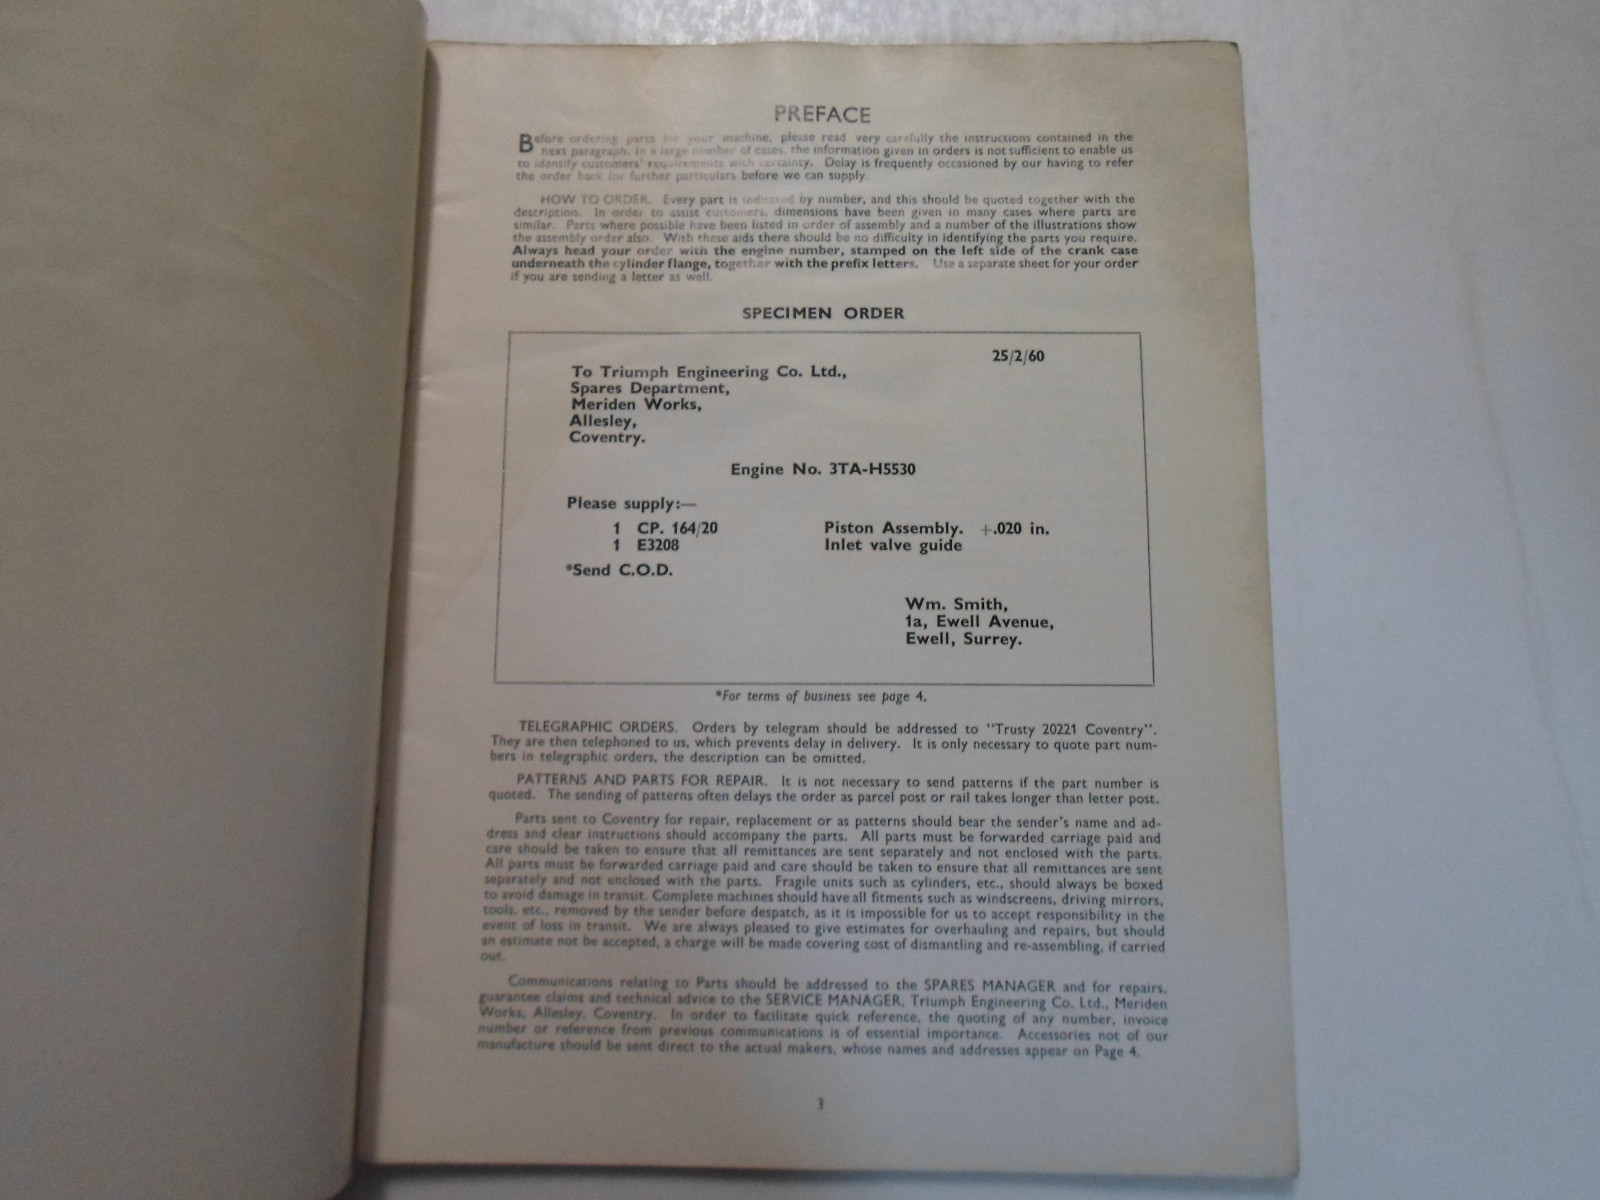 PREFACE
Before ordering parts for your machine, please read very carefully the instructions contained in the
next paragraph. In a large number of cases, the information given in orders is not sufficient to enable us
to identify customers' requirements with certainty. Delay is frequently occasioned by our having to refer
the order back for further particulars before we can supply.
HOW TO ORDER. Every part is indicated by number, and this should be quoted together with the
description. In order to assist customers, dimensions have been given in many cases where parts are
similar. Parts where possible have been listed in order of assembly and a number of the illustrations show
the assembly order also. With these aids there should be no difficulty in identifying the parts you require.
Always head your order with the engine number, stamped on the left side of the crank case
underneath the cylinder flange, together with the prefix letters. Use a separate sheet for your order
if you are sending a letter as well.
SPECIMEN ORDER
25/2/60
To Triumph Engineering Co. Ltd.,
Spares Department,
Meriden Works,
Allesley,
Coventry.
Engine No. 3TA-H5530
Please supply:—
1 CP. 164/20 Piston Assembly. +.020 in.
1 E3208 Inlet valve guide
*Send C.O.D.
Wm. Smith,
1a, Ewell Avenue,
Ewell, Surrey.
*For terms of business see page 4.
TELEGRAPHIC ORDERS. Orders by telegram should be addressed to "Trusty 20221 Coventry".
They are then telephoned to us, which prevents delay in delivery. It is only necessary to quote part num-
bers in telegraphic orders, the description can be omitted.
PATTERNS AND PARTS FOR REPAIR. It is not necessary to send patterns if the part number is
quoted. The sending of patterns often delays the order as parcel post or rail takes longer than letter post.
Parts sent to Coventry for repair, replacement or as patterns should bear the sender's name and ad-
dress and clear instructions should accompany the parts. All parts must be forwarded carriage paid and
care should be taken to ensure that all remittances are sent separately and not enclosed with the parts.
All parts must be forwarded carriage paid and care should be taken to ensure that all remittances are sent
separately and not enclosed with the parts. Fragile units such as cylinders, etc., should always be boxed
to avoid damage in transit. Complete machines should have all fitments such as windscreens, driving mirrors,
tools, etc., removed by the sender before despatch, as it is impossible for us to accept responsibility in the
event of loss in transit. We are always pleased to give estimates for overhauling and repairs, but should
an estimate not be accepted, a charge will be made covering cost of dismantling and re-assembling, if carried
out.
Communications relating to Parts should be addressed to the SPARES MANAGER and for repairs,
guarantee claims and technical advice to the SERVICE MANAGER, Triumph Engineering Co. Ltd., Meriden
Works, Allesley, Coventry. In order to facilitate quick reference, the quoting of any number, invoice
number or reference from previous communications is of essential importance. Accessories not of our
manufacture should be sent direct to the actual makers, whose names and addresses appear on Page 4.
3